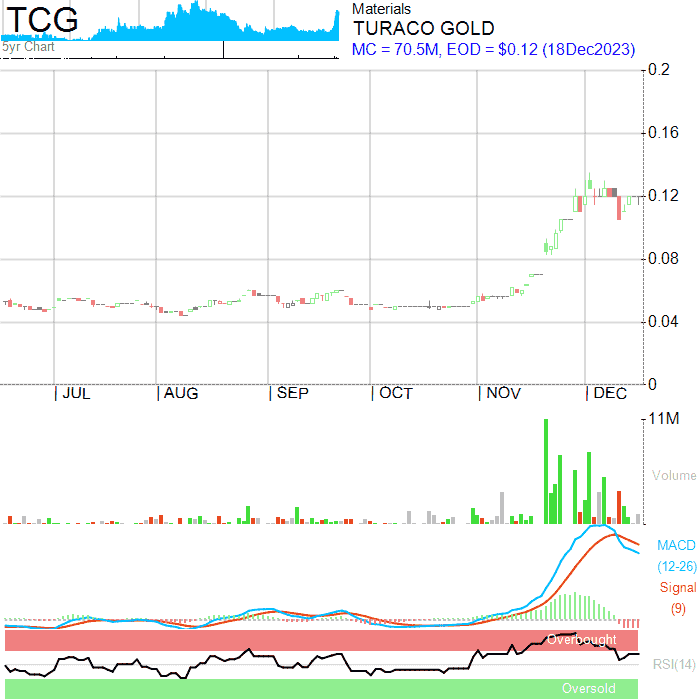 TCG
5yr Chart
Materials
TURACO GOLD
MC = 70.5M, EOD = $0.12 (18Dec2023)
0.2
0.16
0.12
0.08
0.04
0
JUL AUG SEP OCT NOV DEC
11M
Volume
MACD
(12-26)
Signal
(9)
Overbought
RSI(14)
Oversold